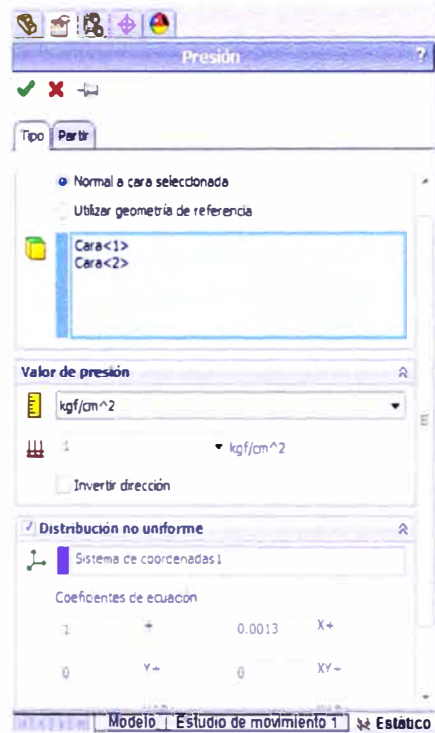 Presión ?
Tipo Partir
Normal a cara seleccionada
Utilizar geometría de referencia
Cara<1>
Cara<2>
Valor de presión
kgf/cm^2
1 kgf/cm^2
Invertir dirección
Distribución no uniforme
Sistema de coordenadas1
Coeficientes de ecuación
1 + 0.0013 X+
0 Y+ 0 XY+
Modelo Estudio de movimiento 1 Estático